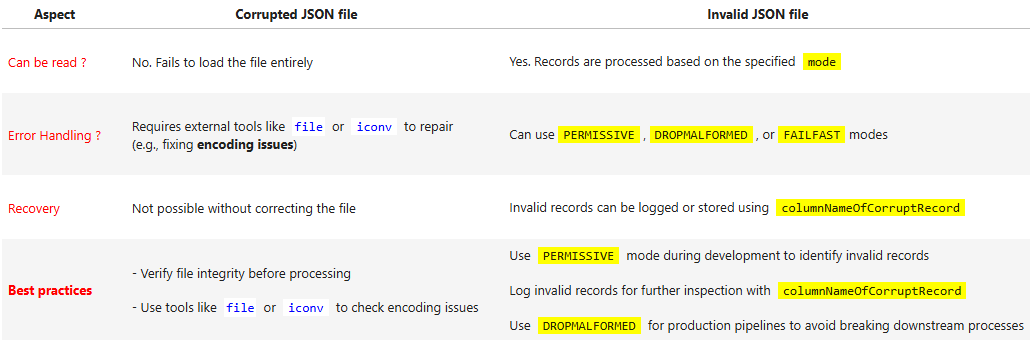 Aspect Corrupted JSON file Invalid JSON file
Can be read ? No. Fails to load the file entirely Yes. Records are processed based on the specified mode
Error Handling ? Requires external tools like file or iconv to repair
(e.g., fixing encoding issues) Can use PERMISSIVE , DROPMALFORMED , or FAILFAST modes
Recovery Not possible without correcting the file Invalid records can be logged or stored using columnNameOfCorruptRecord
Best practices
- Verify file integrity before processing
- Use tools like file or iconv to check encoding issues
Use PERMISSIVE mode during development to identify invalid records
Log invalid records for further inspection with columnNameOfCorruptRecord
Use DROPMALFORMED for production pipelines to avoid breaking downstream processes